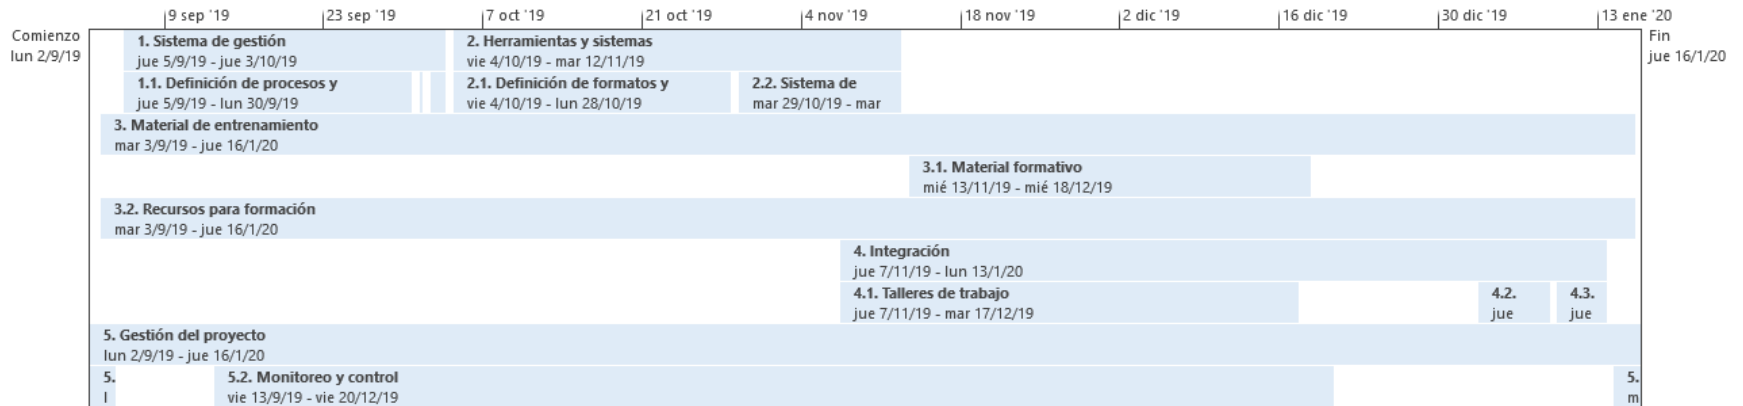 9 sep '19
23 sep '19
7 oct '19
21 oct '19
4 nov '19
18 nov '19
2 dic '19
16 dic '19
30 dic '19
13 ene '20
Comienzo
lun 2/9/19
Fin
jue 16/1/20
1. Sistema de gestión
jue 5/9/19 - jue 3/10/19
2. Herramientas y sistemas
vie 4/10/19 - mar 12/11/19
1.1. Definición de procesos y
jue 5/9/19 - lun 30/9/19
2.1. Definición de formatos y
vie 4/10/19 - lun 28/10/19
2.2. Sistema de
mar 29/10/19 - mar
3. Material de entrenamiento
mar 3/9/19 - jue 16/1/20
3.1. Material formativo
mié 13/11/19 - mié 18/12/19
3.2. Recursos para formación
mar 3/9/19 - jue 16/1/20
4. Integración
jue 7/11/19 - lun 13/1/20
4.1. Talleres de trabajo
jue 7/11/19 - mar 17/12/19
4.2.
jue
4.3.
jue
5. Gestión del proyecto
lun 2/9/19 - jue 16/1/20
5.
l
5.2. Monitoreo y control
vie 13/9/19 - vie 20/12/19
5.
m